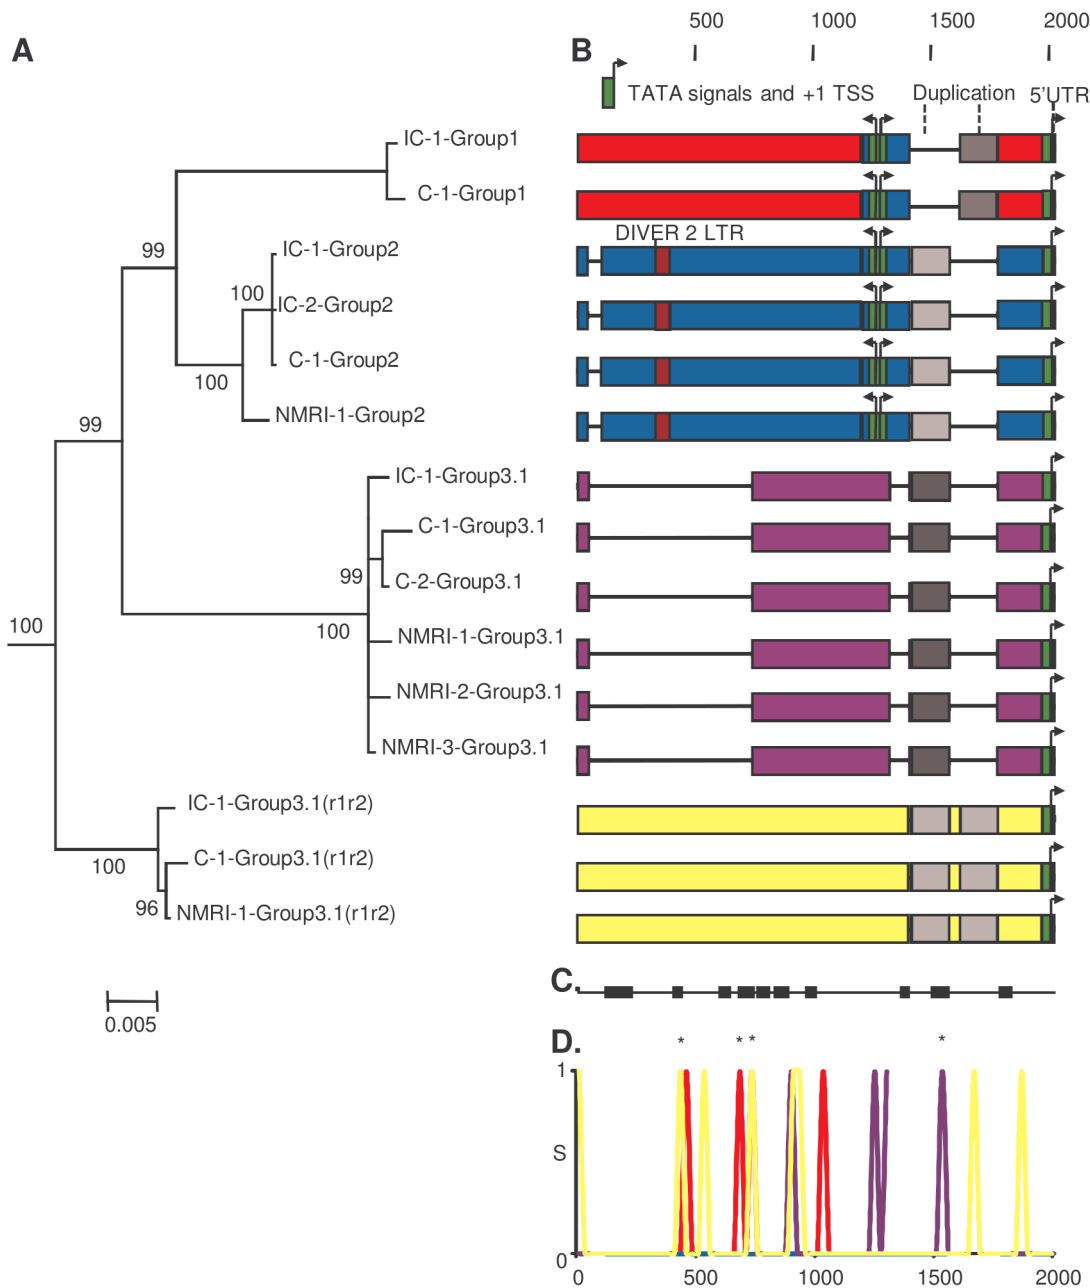 500 1000 1500 2000
A B
TATA signals and +1 TSS Duplication 5'UTR
IC-1-Group1
C-1-Group1
DIVER 2 LTR
99
IC-1-Group2
100
IC-2-Group2
C-1-Group2
100
NMRI-1-Group2
99
IC-1-Group3.1
C-1-Group3.1
99
C-2-Group3.1
100
NMRI-1-Group3.1
100
NMRI-2-Group3.1
NMRI-3-Group3.1
IC-1-Group3.1(r1r2)
C-1-Group3.1(r1r2)
100
96
NMRI-1-Group3.1(r1r2)
C.
0.005
D.
* * * *
1
S
0
0 500 1000 1500 2000